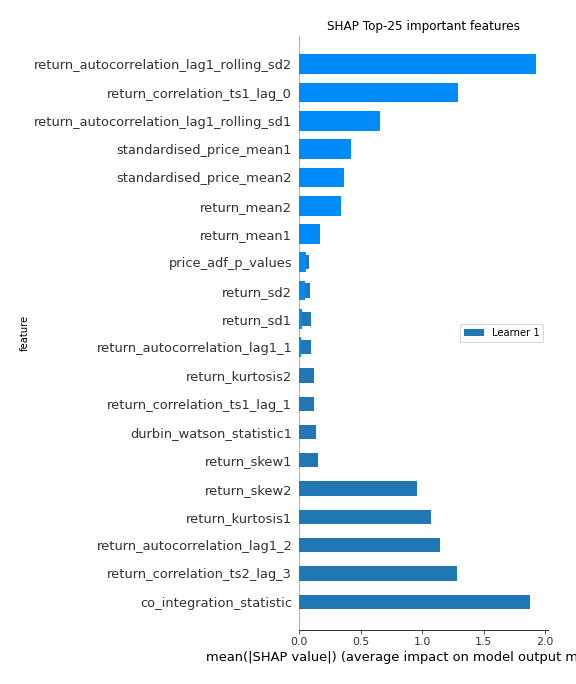 SHAP Top-25 important features
return_autocorrelation_lag1_rolling_sd2
return_correlation_ts1_lag_0
return_autocorrelation_lag1_rolling_sd1
standardised_price_mean1
standardised_price_mean2
return_mean2
return_mean1
price_adf_p_values
return_sd2
return_sd1
return_autocorrelation_lag1_1
return_kurtosis2
return_correlation_ts1_lag_1
durbin_watson_statistic1
return_skew1
return_skew2
return_kurtosis1
return_autocorrelation_lag1_2
return_correlation_ts2_lag_3
co_integration_statistic
feature
Learner 1
0.0 0.5 1.0 1.5 2.0
mean(|SHAP value|) (average impact on model output m